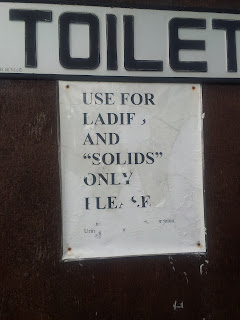 TOILET
USE FOR
LADIES
AND
“SOLIDS”
ONLY
PLEASE